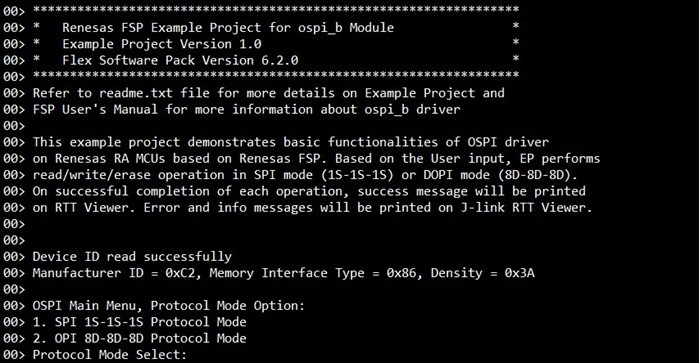 00> *****************************************************************
00> *   Renesas FSP Example Project for ospi_b Module               *
00> *   Example Project Version 1.0                                 *
00> *   Flex Software Pack Version 6.2.0                            *
00> *****************************************************************
00> Refer to readme.txt file for more details on Example Project and
00> FSP User's Manual for more information about ospi_b driver
00>
00> This example project demonstrates basic functionalities of OSPI driver
00> on Renesas RA MCUs based on Renesas FSP. Based on the User input, EP performs
00> read/write/erase operation in SPI mode (1S-1S-1S) or DOPI mode (8D-8D-8D).
00> On successful completion of each operation, success message will be printed
00> on RTT Viewer. Error and info messages will be printed on J-link RTT Viewer.
00>
00>
00> Device ID read successfully
00> Manufacturer ID = 0xC2, Memory Interface Type = 0x86, Density = 0x3A
00>
00> OSPI Main Menu, Protocol Mode Option:
00> 1. SPI 1S-1S-1S Protocol Mode
00> 2. OPI 8D-8D-8D Protocol Mode
00> Protocol Mode Select: